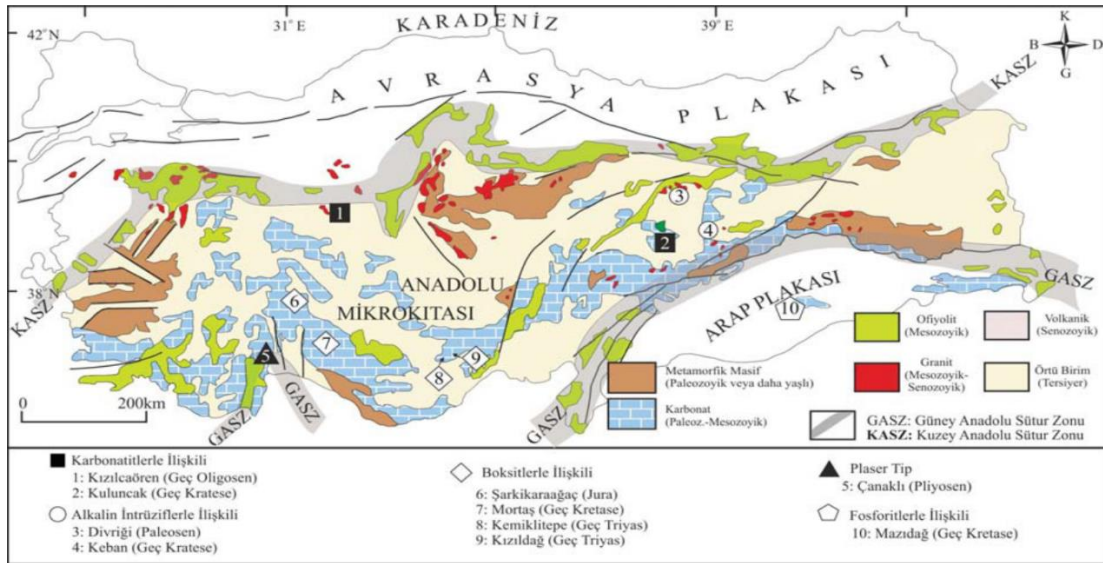 42°N
31°E
KARADENİZ
39°E
K
B
D
G
AVRASYA PLAKASI
KASZ
1
3
2
4
ANADOLU
MİKROKITASI
38°N
KASZ
6
7
5
8
9
GASZ
GASZ
GASZ
GASZ
ARAP PLAKASI
10
0
200km
Metamorfik Masif
(Paleozoyik veya daha yaşlı)
Karbonat
(Paleoz.-Mesozoyik)
Ofiyolit
(Mesozoyik)
Volkanik
(Senozoyik)
Granit
(Mesozoyik-
Senozoyik)
Örtü Birim
(Tersiyer)
GASZ: Güney Anadolu Sütur Zonu
KASZ: Kuzey Anadolu Sütur Zonu
Karbonatitlerle İlişkili
1: Kızılcaören (Geç Oligosen)
2: Kuluncak (Geç Kratese)
Alkalin İntrüziflerle İlişkili
3: Divriği (Paleosen)
4: Keban (Geç Kratese)
Boksitlerle İlişkili
6: Şarkikaraağaç (Jura)
7: Mortaş (Geç Kretase)
8: Kemiklitepe (Geç Triyas)
9: Kızıldağ (Geç Triyas)
Plaser Tip
5: Çanaklı (Pliyosen)
Fosforitlerle İlişkili
10: Mazıdağ (Geç Kretase)